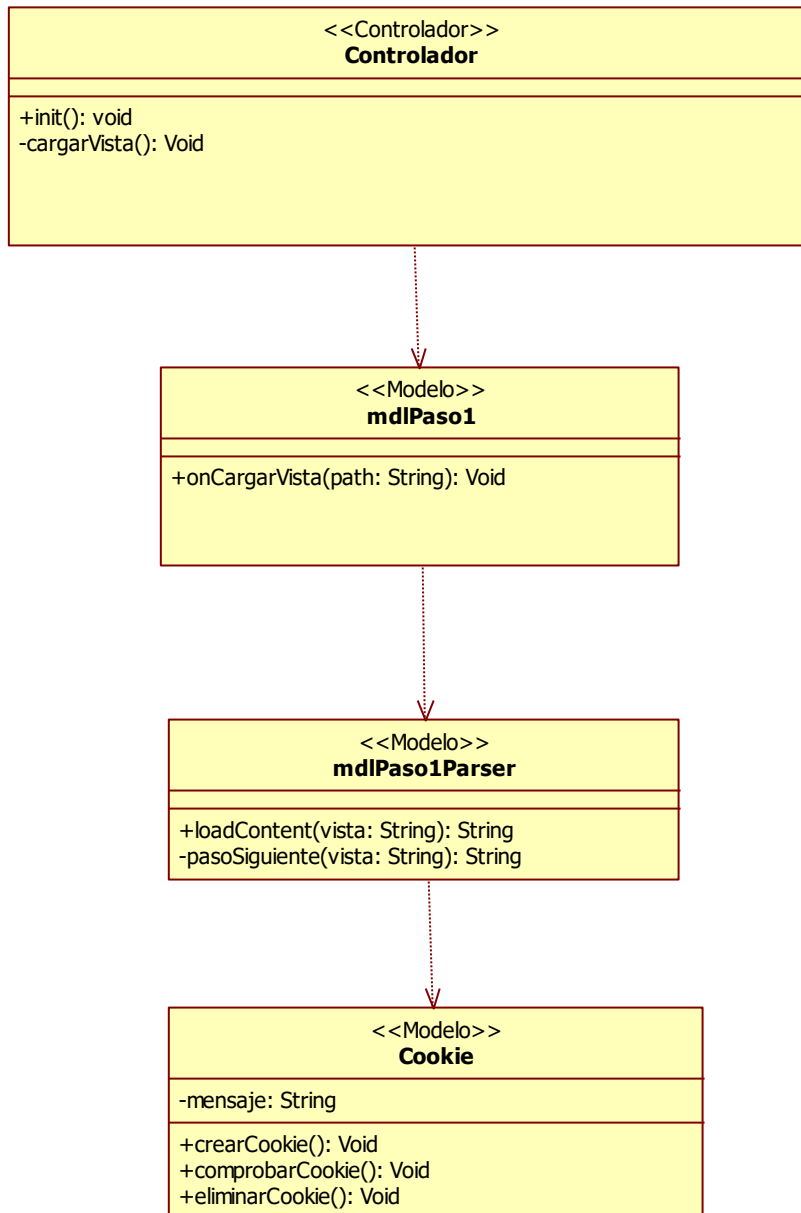 <<Controlador>>
Controlador
+init(): void
-cargarVista(): Void
<<Modelo>>
mdlPaso1
+onCargarVista(path: String): Void
<<Modelo>>
mdlPaso1Parser
+loadContent(vista: String): String
-pasoSiguiente(vista: String): String
<<Modelo>>
Cookie
-mensaje: String
+crearCookie(): Void
+comprobarCookie(): Void
+eliminarCookie(): Void